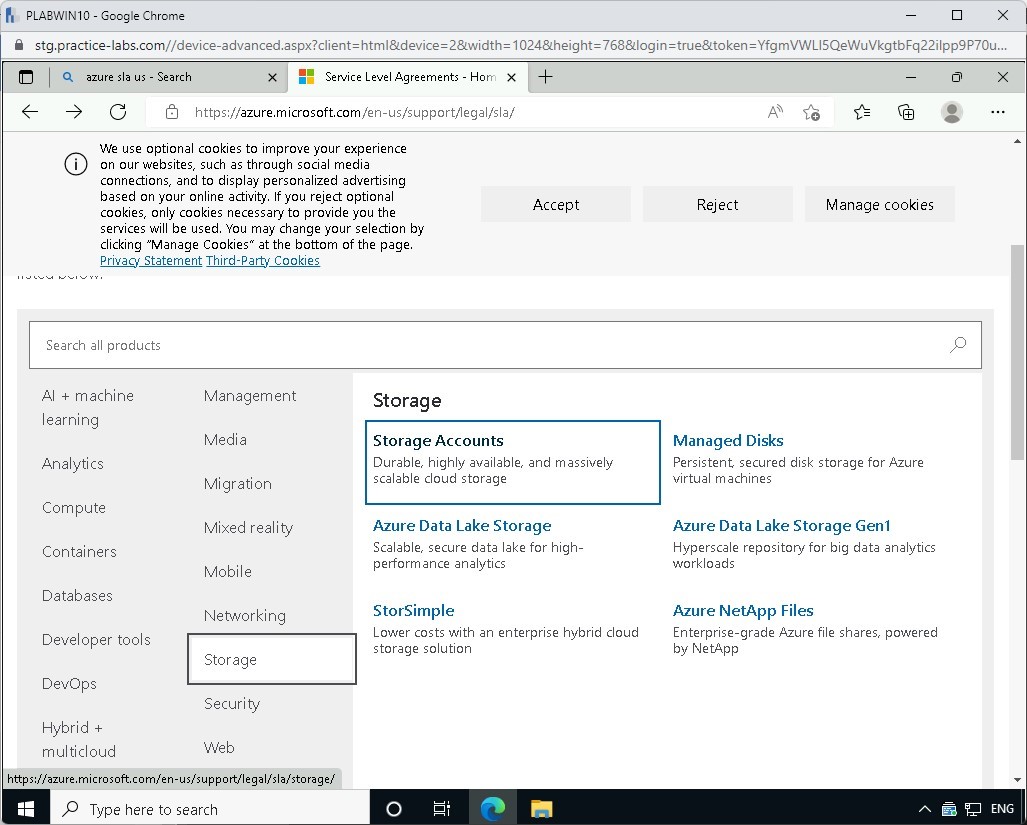 PLABWIN10 - Google Chrome
stg.practice-labs.com//device-advanced.aspx?client=html&device=2&width=1024&height=768&login=true&token=YfgmVWLI5QeWuVkgtbFq22iIpp9P70u...
azure sla us - Search
Service Level Agreements - Hom
https://azure.microsoft.com/en-us/support/legal/sla/
We use optional cookies to improve your experience
on our websites, such as through social media
connections, and to display personalized advertising
based on your online activity. If you reject optional
cookies, only cookies necessary to provide you the
services will be used. You may change your selection by
clicking “Manage Cookies” at the bottom of the page.
Privacy Statement Third-Party Cookies
Accept
Reject
Manage cookies
listed below.
Search all products
AI + machine
learning
Analytics
Compute
Containers
Databases
Developer tools
DevOps
Hybrid +
multicloud
Management
Media
Migration
Mixed reality
Mobile
Networking
Storage
Security
Web
Storage
Storage Accounts
Durable, highly available, and massively
scalable cloud storage
Managed Disks
Persistent, secured disk storage for Azure
virtual machines
Azure Data Lake Storage
Scalable, secure data lake for high-
performance analytics
Azure Data Lake Storage Gen1
Hyperscale repository for big data analytics
workloads
StorSimple
Lower costs with an enterprise hybrid cloud
storage solution
Azure NetApp Files
Enterprise-grade Azure file shares, powered
by NetApp
https://azure.microsoft.com/en-us/support/legal/sla/storage/
Type here to search
ENG